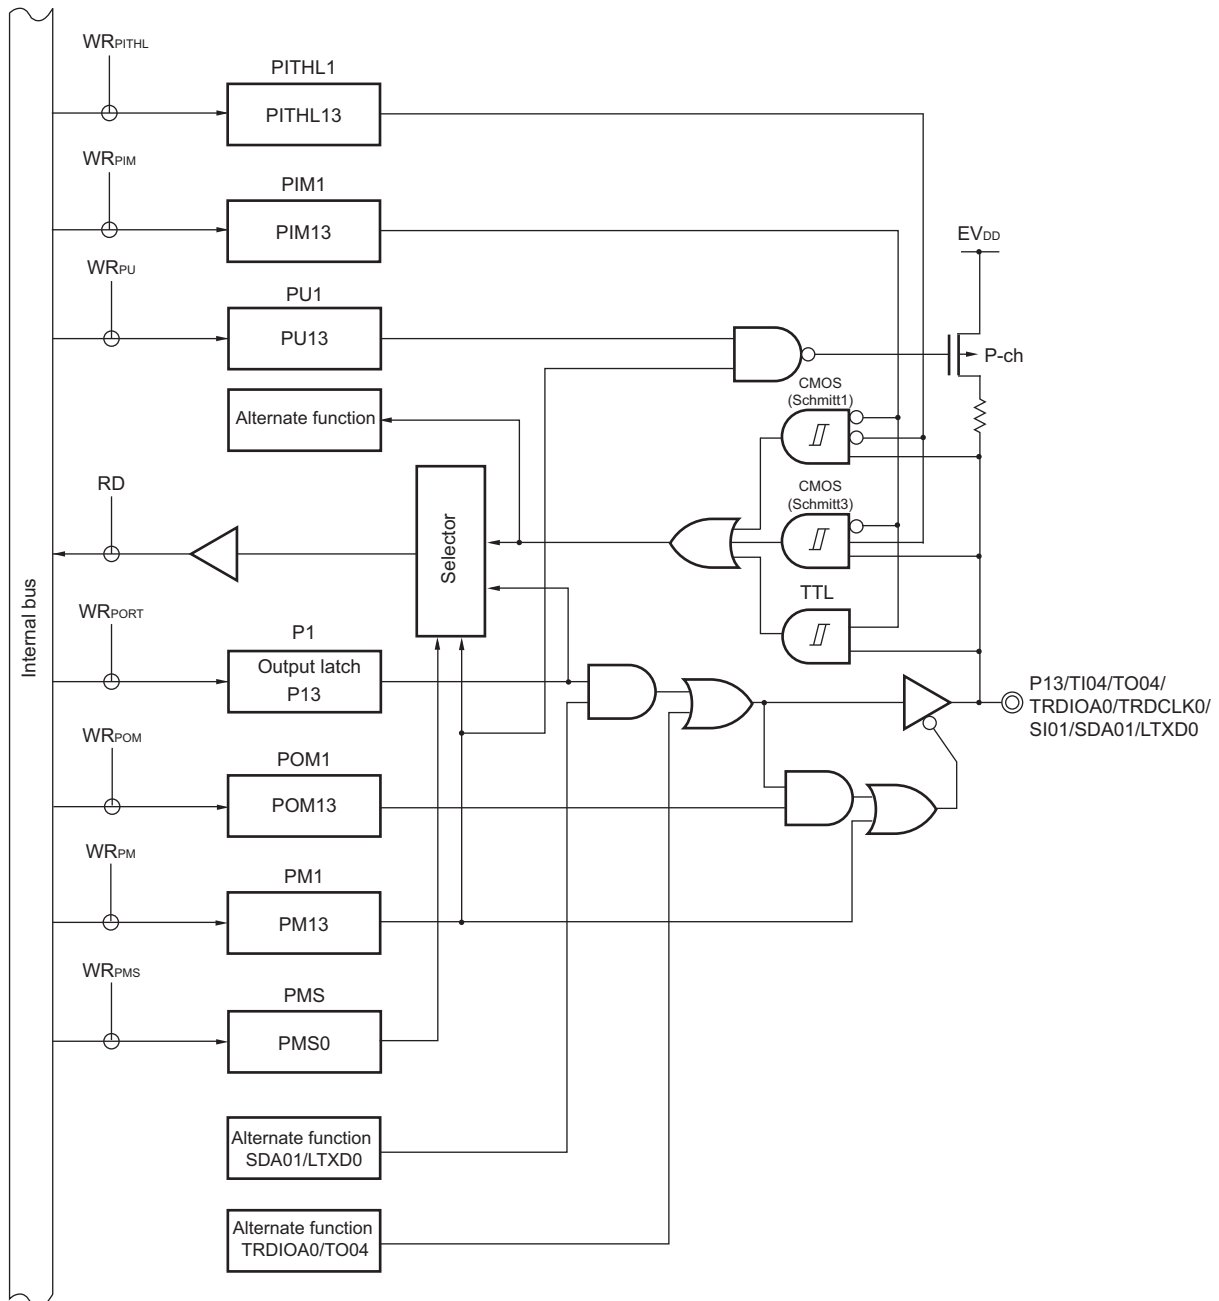 WRPITHL
PITHL1
PITHL13
WRPIM
PIM1
PIM13
EVDD
WRPU
PU1
PU13
P-ch
CMOS
(Schmitt1)
Alternate function
RD
Selector
CMOS
(Schmitt3)
TTL
Internal bus
WRPORT
P1
Output latch
P13
P13/TI04/TO04/
TRDIOA0/TRDCLK0/
SI01/SDA01/LTXD0
WRPOM
POM1
POM13
WRPM
PM1
PM13
WRPMS
PMS
PMS0
Alternate function
SDA01/LTXD0
Alternate function
TRDIOA0/TO04